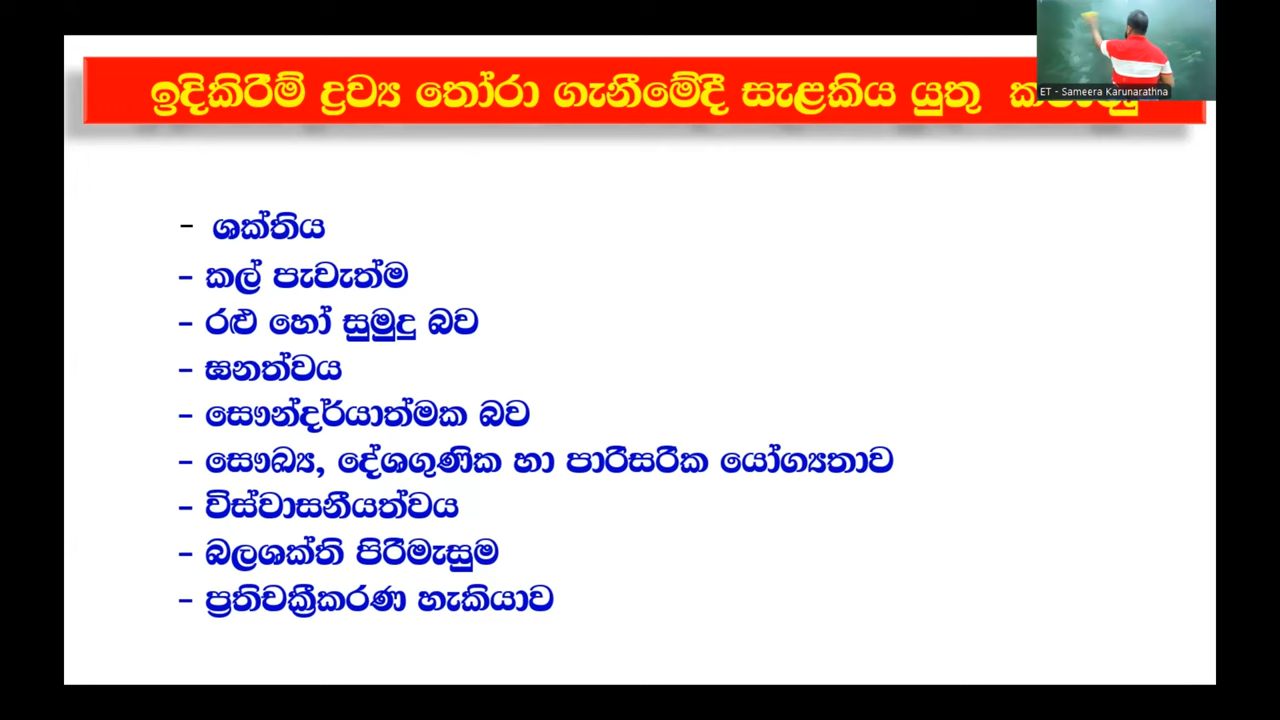 ඉදිකිරීම් ද්‍රව්‍ය තෝරා ගැනීමේදී සැළකිය යුතු
ET - Sameera Karunarathna
- ශක්තිය
- කල් පැවැත්ම
- රළු හෝ සුමුදු බව
- ඝනත්වය
- සෞන්දර්යාත්මක බව
- සෞඛ්‍ය, දේශගුණික හා පාරිසරික යෝග්‍යතාව
- විස්වාසනීයත්වය
- බලශක්ති පිරිමැසුම
- ප්‍රතිචක්‍රීකරණ හැකියාව